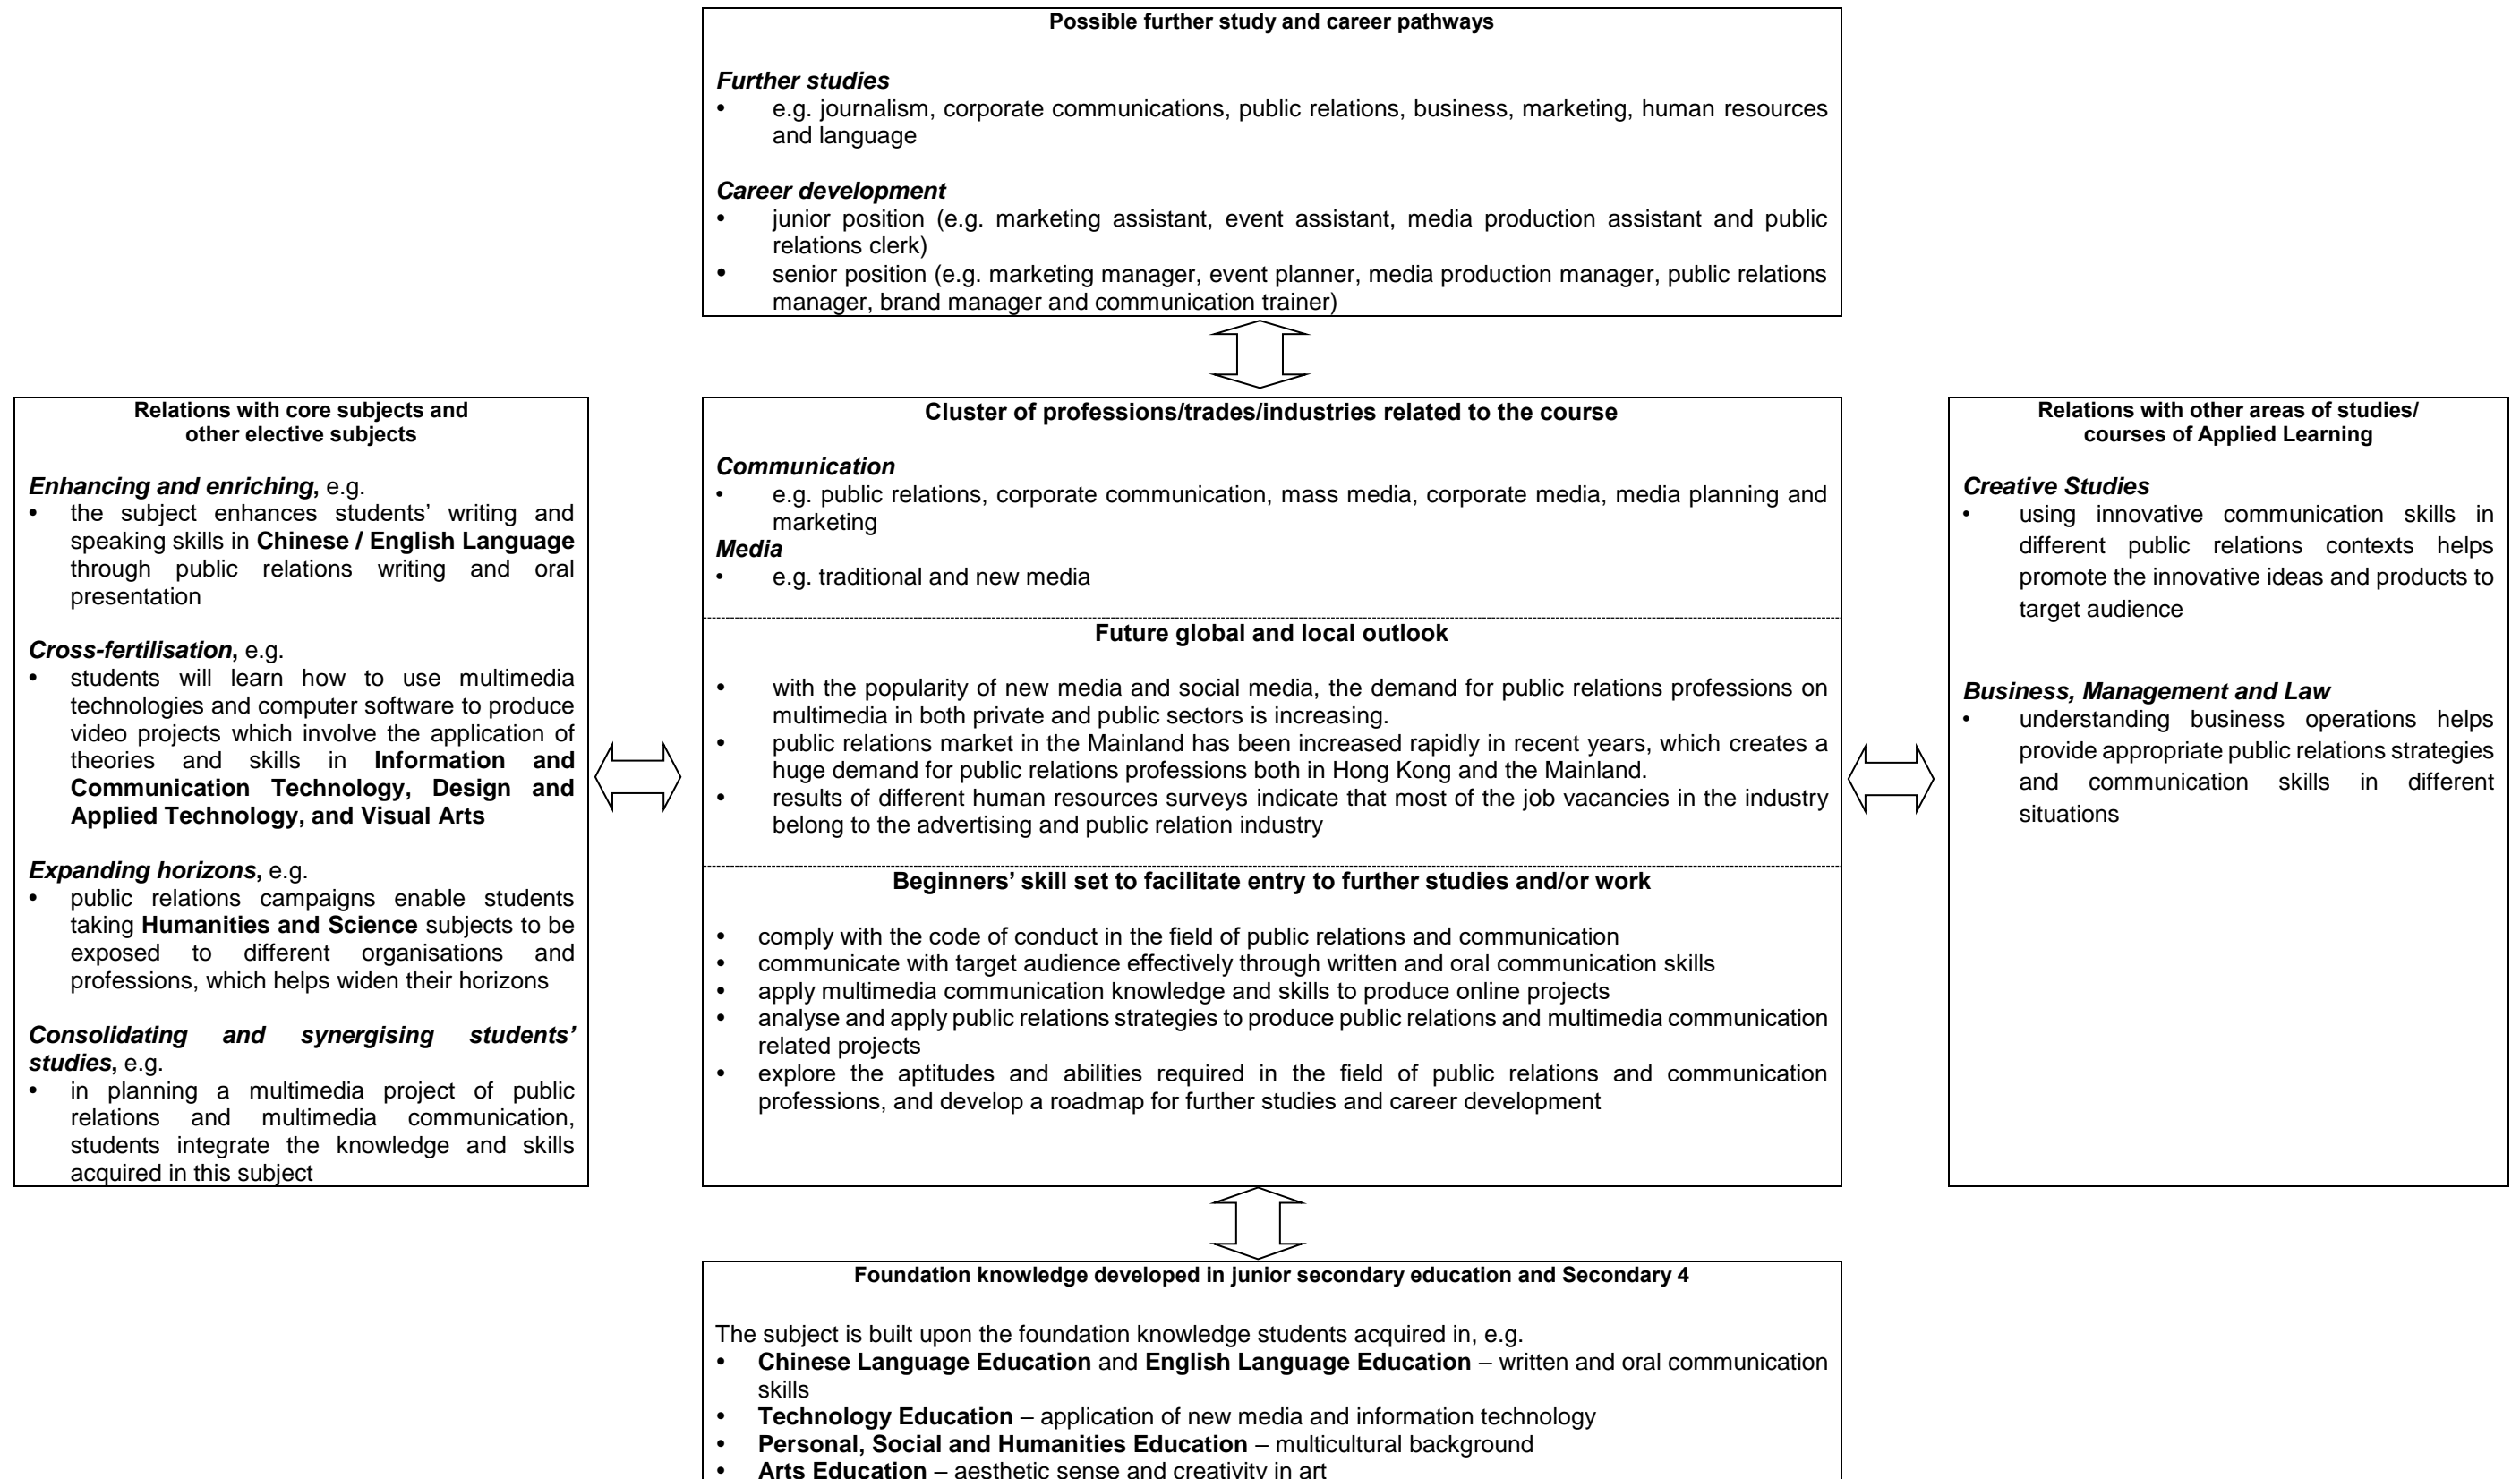 Possible further study and career pathways
Further studies
• e.g. journalism, corporate communications, public relations, business, marketing, human resources
and language
Career development
• junior position (e.g. marketing assistant, event assistant, media production assistant and public
relations clerk)
• senior position (e.g. marketing manager, event planner, media production manager, public relations
manager, brand manager and communication trainer)
Relations with core subjects and
other elective subjects
Enhancing and enriching, e.g.
• the subject enhances students’ writing and
speaking skills in Chinese / English Language
through public relations writing and oral
presentation
Cross-fertilisation, e.g.
• students will learn how to use multimedia
technologies and computer software to produce
video projects which involve the application of
theories and skills in Information and
Communication Technology, Design and
Applied Technology, and Visual Arts
Expanding horizons, e.g.
• public relations campaigns enable students
taking Humanities and Science subjects to be
exposed to different organisations and
professions, which helps widen their horizons
Consolidating and synergising students’
studies, e.g.
• in planning a multimedia project of public
relations and multimedia communication,
students integrate the knowledge and skills
acquired in this subject
Cluster of professions/trades/industries related to the course
Communication
• e.g. public relations, corporate communication, mass media, corporate media, media planning and
marketing
Media
• e.g. traditional and new media
Future global and local outlook
• with the popularity of new media and social media, the demand for public relations professions on
multimedia in both private and public sectors is increasing.
• public relations market in the Mainland has been increased rapidly in recent years, which creates a
huge demand for public relations professions both in Hong Kong and the Mainland.
• results of different human resources surveys indicate that most of the job vacancies in the industry
belong to the advertising and public relation industry
Beginners’ skill set to facilitate entry to further studies and/or work
• comply with the code of conduct in the field of public relations and communication
• communicate with target audience effectively through written and oral communication skills
• apply multimedia communication knowledge and skills to produce online projects
• analyse and apply public relations strategies to produce public relations and multimedia communication
related projects
• explore the aptitudes and abilities required in the field of public relations and communication
professions, and develop a roadmap for further studies and career development
Relations with other areas of studies/
courses of Applied Learning
Creative Studies
• using innovative communication skills in
different public relations contexts helps
promote the innovative ideas and products to
target audience
Business, Management and Law
• understanding business operations helps
provide appropriate public relations strategies
and communication skills in different
situations
Foundation knowledge developed in junior secondary education and Secondary 4
The subject is built upon the foundation knowledge students acquired in, e.g.
• Chinese Language Education and English Language Education – written and oral communication
skills
• Technology Education – application of new media and information technology
• Personal, Social and Humanities Education – multicultural background
• Arts Education – aesthetic sense and creativity in art